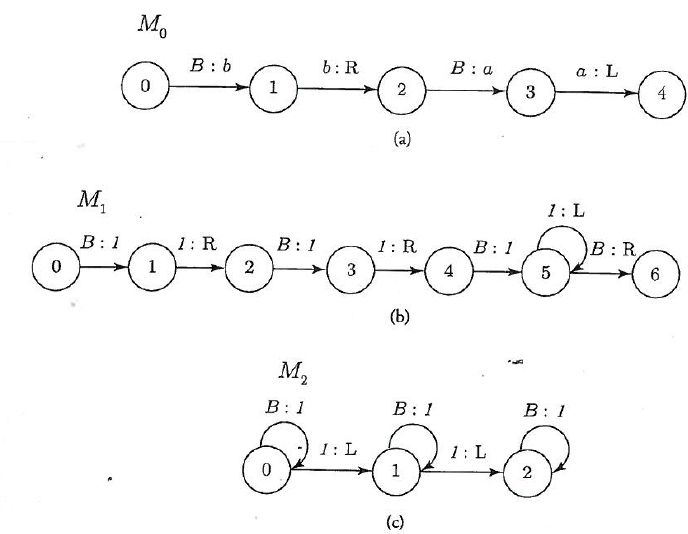 M₀
B : b b : R B : a a : L
0 1 2 3 4
(a)
M₁
1 : L
B : 1 1 : R B : 1 1 : R B : 1 B : R
0 1 2 3 4 5 6
(b)
M₂
B : 1 B : 1 B : 1
1 : L 1 : L
0 1 2
(c)